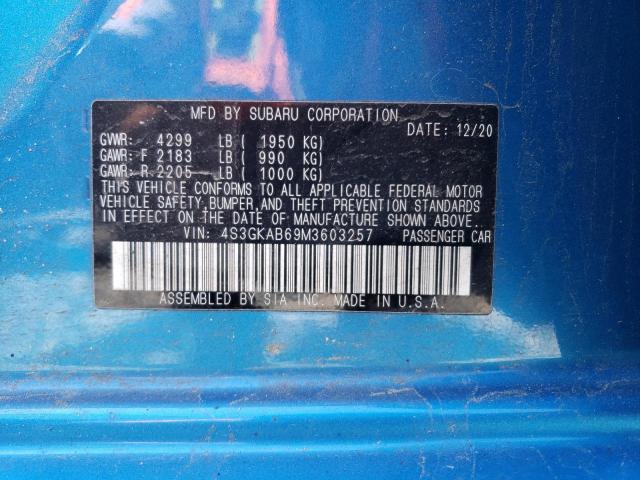 MFD BY SUBARU CORPORATION
DATE: 12/20
GVWR: 4299 LB ( 1950 KG)
GAWR: F 2183 LB ( 990 KG)
GAWR: R 2205 LB ( 1000 KG)
THIS VEHICLE CONFORMS TO ALL APPLICABLE FEDERAL MOTOR
VEHICLE SAFETY, BUMPER, AND THEFT PREVENTION STANDARDS
IN EFFECT ON THE DATE OF MANUFACTURE SHOWN ABOVE.
VIN: 4S3GKAB69M3603257 PASSENGER CAR
ASSEMBLED BY SIA INC. MADE IN U.S.A.